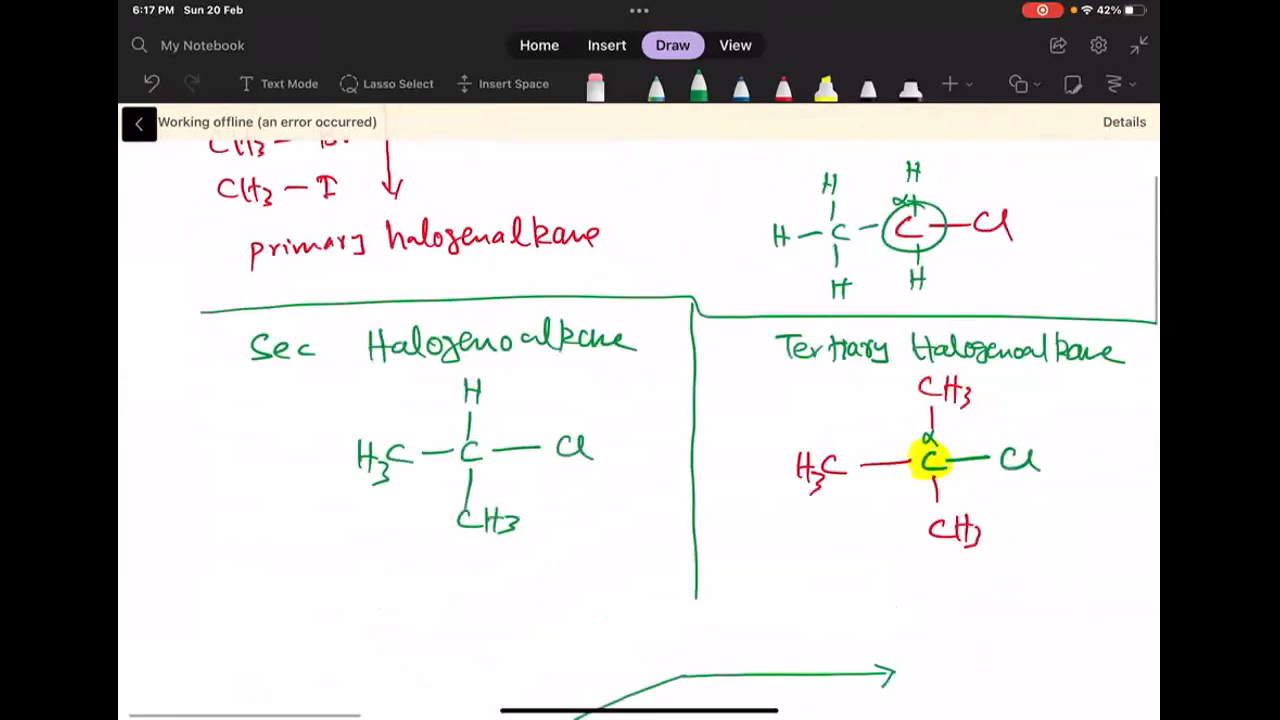 6:17 PM Sun 20 Feb
42%
My Notebook
Home Insert Draw View
Text Mode Lasso Select Insert Space
Working offline (an error occurred) Details
CH3 —
CH3 — I
primary halogenalkane
H H
α
H — C — C — Cl
H H
Sec Halogenoalkane
H
H3C — C — Cl
CH3
Tertiary Halogenoalkane
CH3
α
H3C — C — Cl
CH3